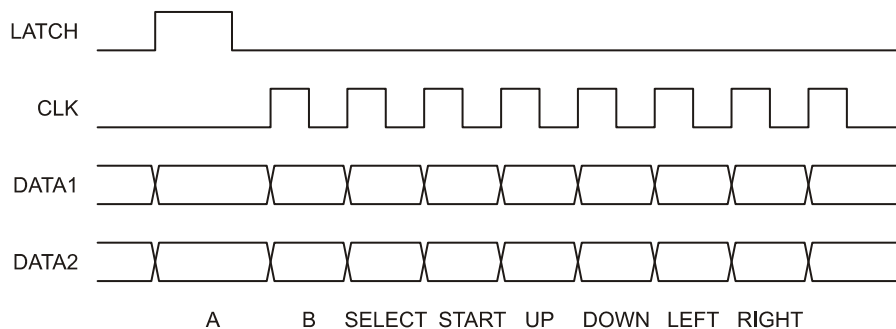 LATCH
CLK
DATA1
DATA2
A B SELECT START UP DOWN LEFT RIGHT